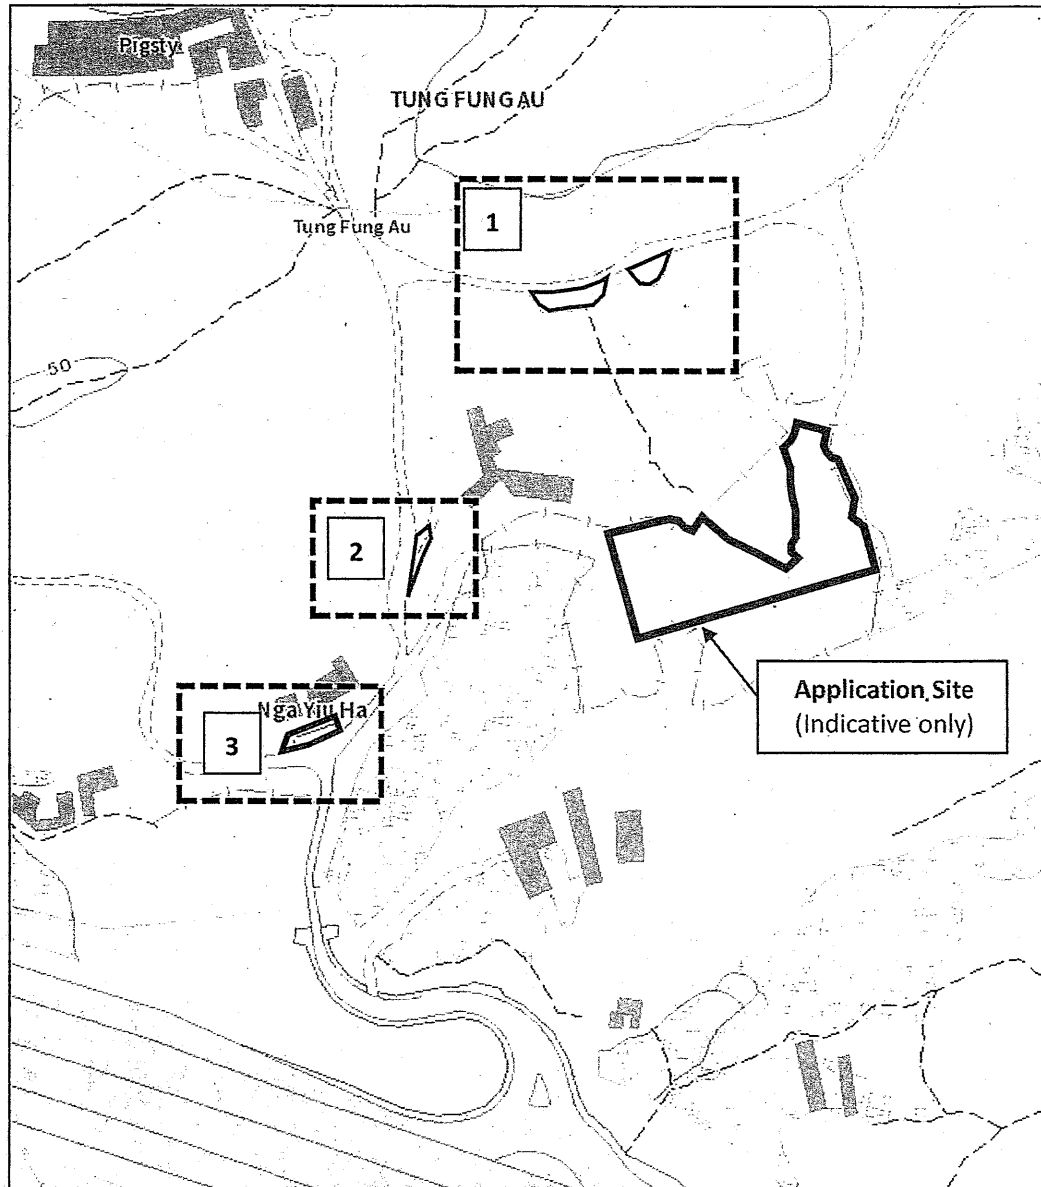 Pigsty
TUNG FUNG AU
1
Tung Fung Au
50
2
Nga Yiu Ha
3
Application Site
(Indicative only)